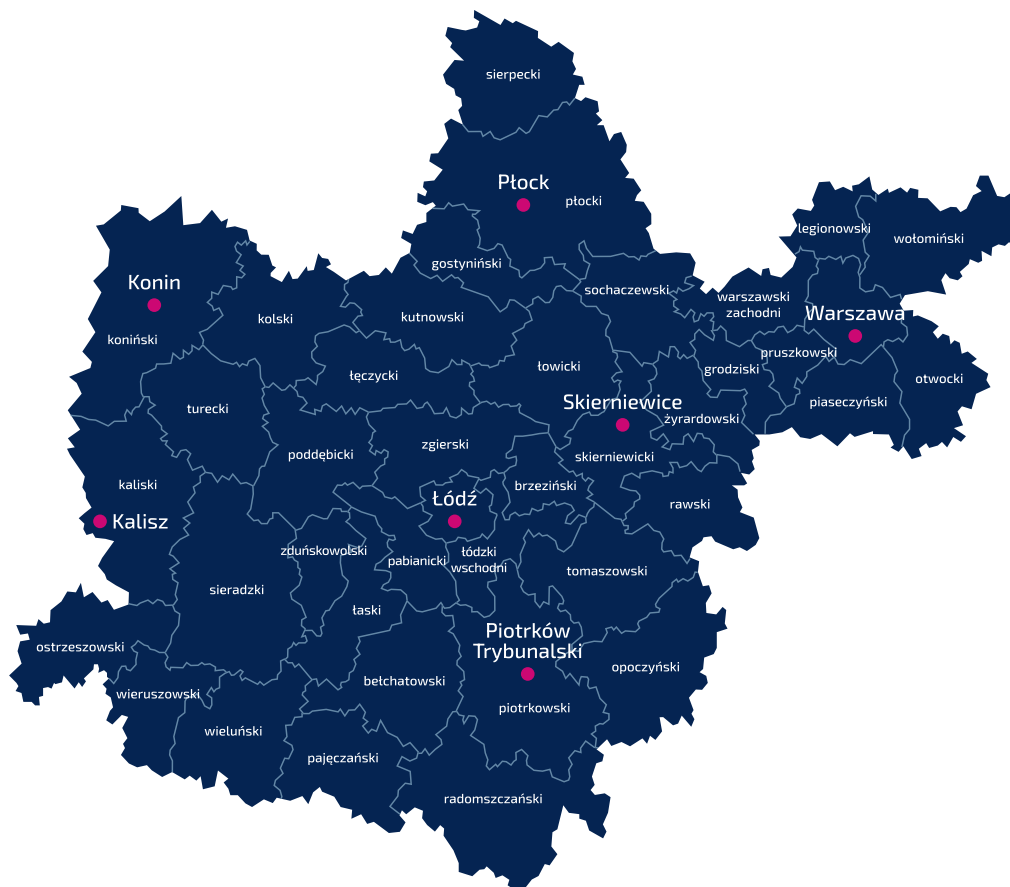 sierpecki
Płock
płocki
legionowski
wołomiński
gostyniński
Konin
sochaczewski
warszawski
zachodni
Warszawa
kolski
kutnowski
koniński
pruszkowski
łowicki
grodziski
łęczycki
otwocki
turecki
Skierniewice
piaseczyński
żyrardowski
zgierski
poddębicki
skierniewicki
kaliski
brzeziński
Łódź
rawski
Kalisz
zduńskowolski
łódzki
wschodni
pabianicki
tomaszowski
sieradzki
łaski
Piotrków
Trybunalski
ostrzeszowski
opoczyński
bełchatowski
wieruszowski
piotrkowski
wieluński
pajęczański
radomszczański